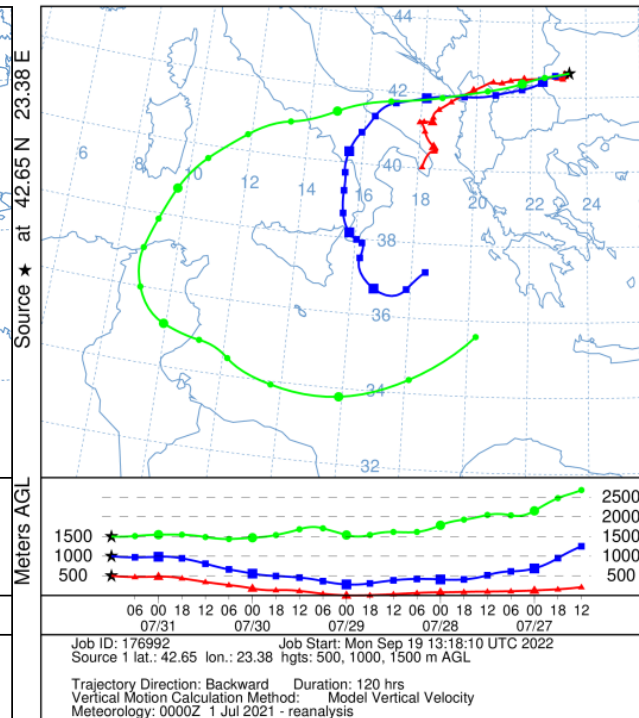 Source ★ at 42.65 N 23.38 E
44
42
40
38
36
34
32
6
8
10
12
14
16
18
20
22
24
Meters AGL
1500
1000
500
2500
2000
1500
1000
500
06 00 18 12 06 00 18 12 06 00 18 12 06 00 18 12 06 00 18 12
07/31 07/30 07/29 07/28 07/27
Job ID: 176992 Job Start: Mon Sep 19 13:18:10 UTC 2022
Source 1 lat.: 42.65 lon.: 23.38 hgts: 500, 1000, 1500 m AGL
Trajectory Direction: Backward Duration: 120 hrs
Vertical Motion Calculation Method: Model Vertical Velocity
Meteorology: 0000Z 1 Jul 2021 - reanalysis